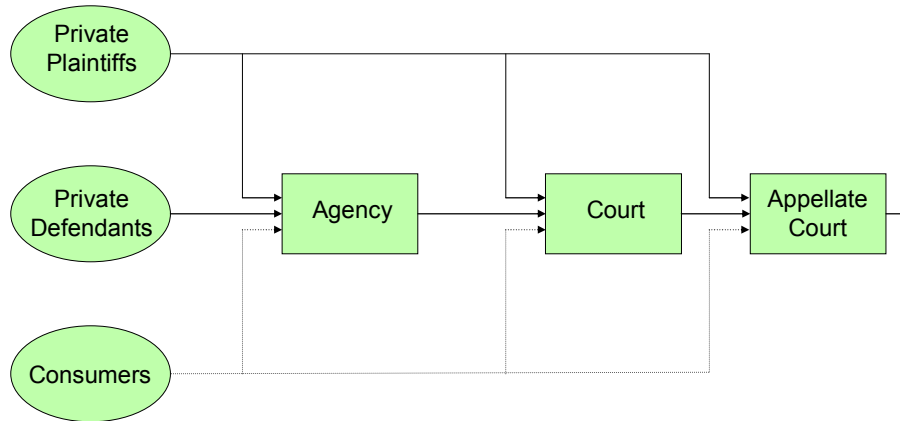 Private
Plaintiffs
Private
Defendants
Agency
Court
Appellate
Court
Consumers